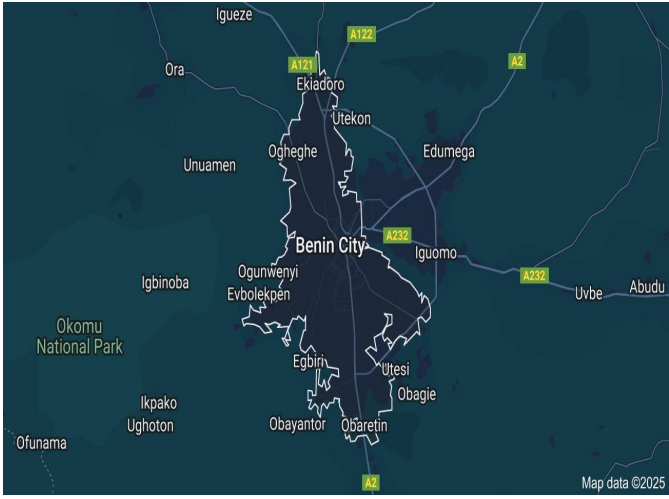 Igueze
A122
A2
A121
Ora
Ekiadoro
Utekon
Ogheghe
Edumega
Unuamen
A232
Benin City
Iguomo
Ogunwenyi
A232
Igbinoba
Abudu
Evbolekpen
Uvbe
Okomu
National Park
Egbiri
Utesi
Obagie
Ikpako
Ughoton
Obayantor
Obaretin
Ofunama
A2
Map data ©2025